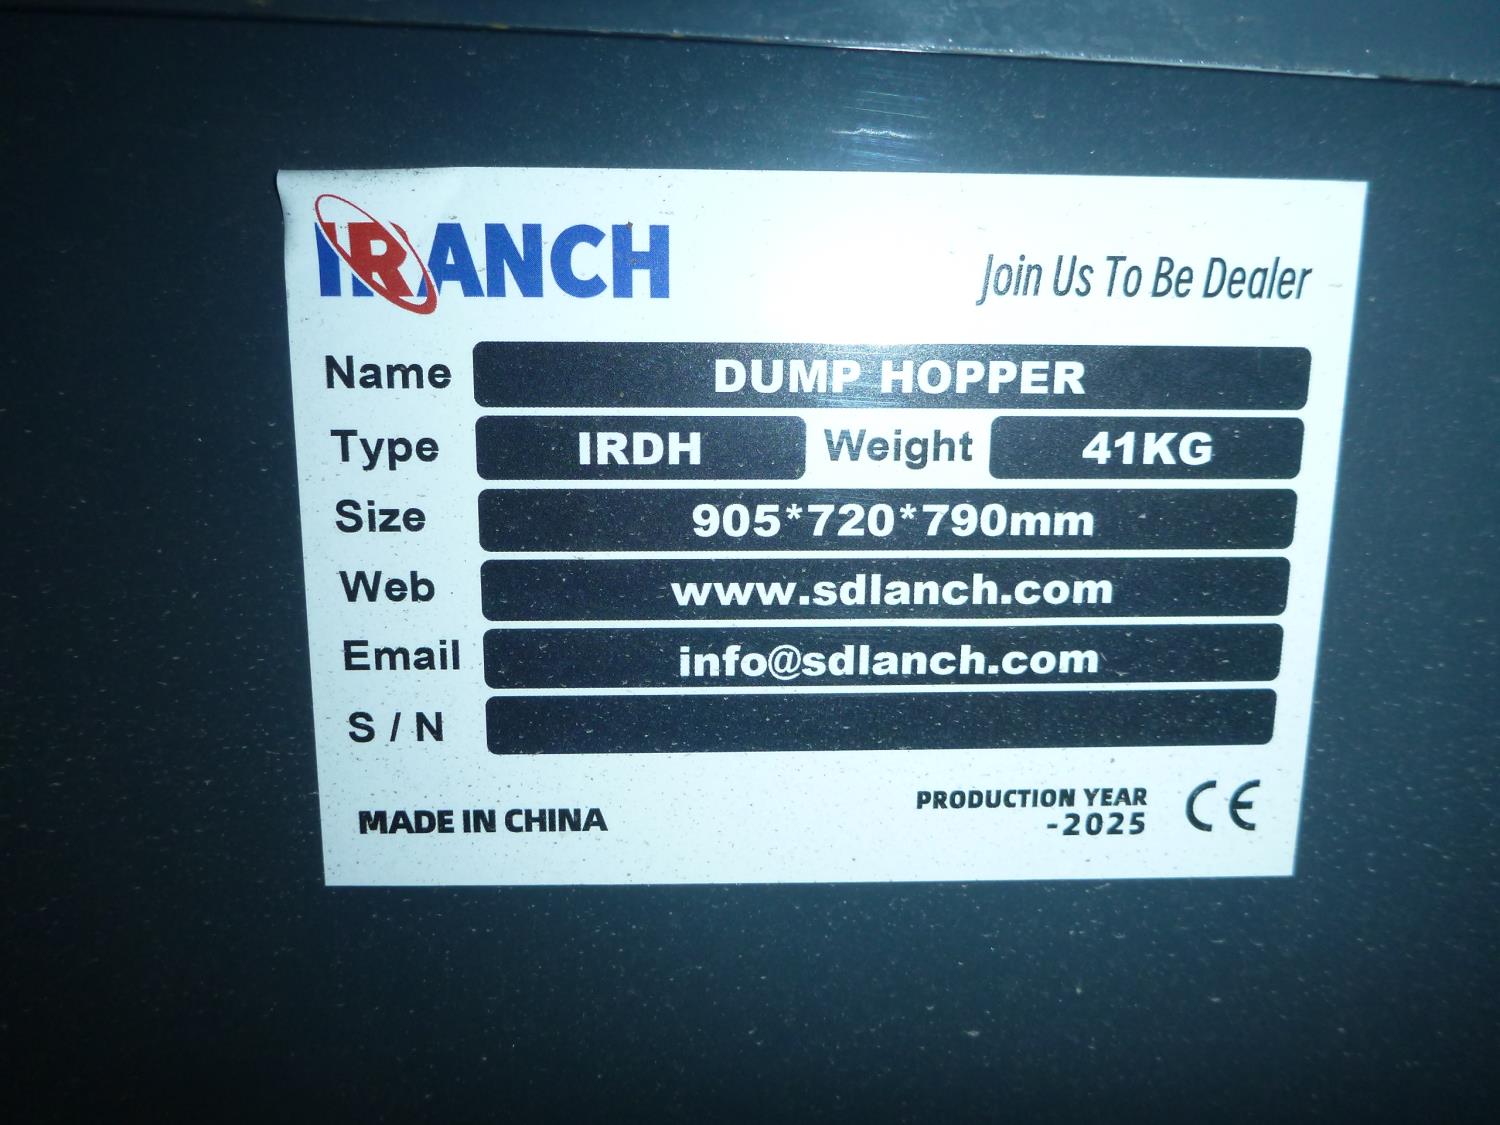 IRANCH
Join Us To Be Dealer
Name DUMP HOPPER
Type IRDH Weight 41KG
Size 905*720*790mm
Web www.sdlanch.com
Email info@sdlanch.com
S / N
MADE IN CHINA
PRODUCTION YEAR
-2025
CE